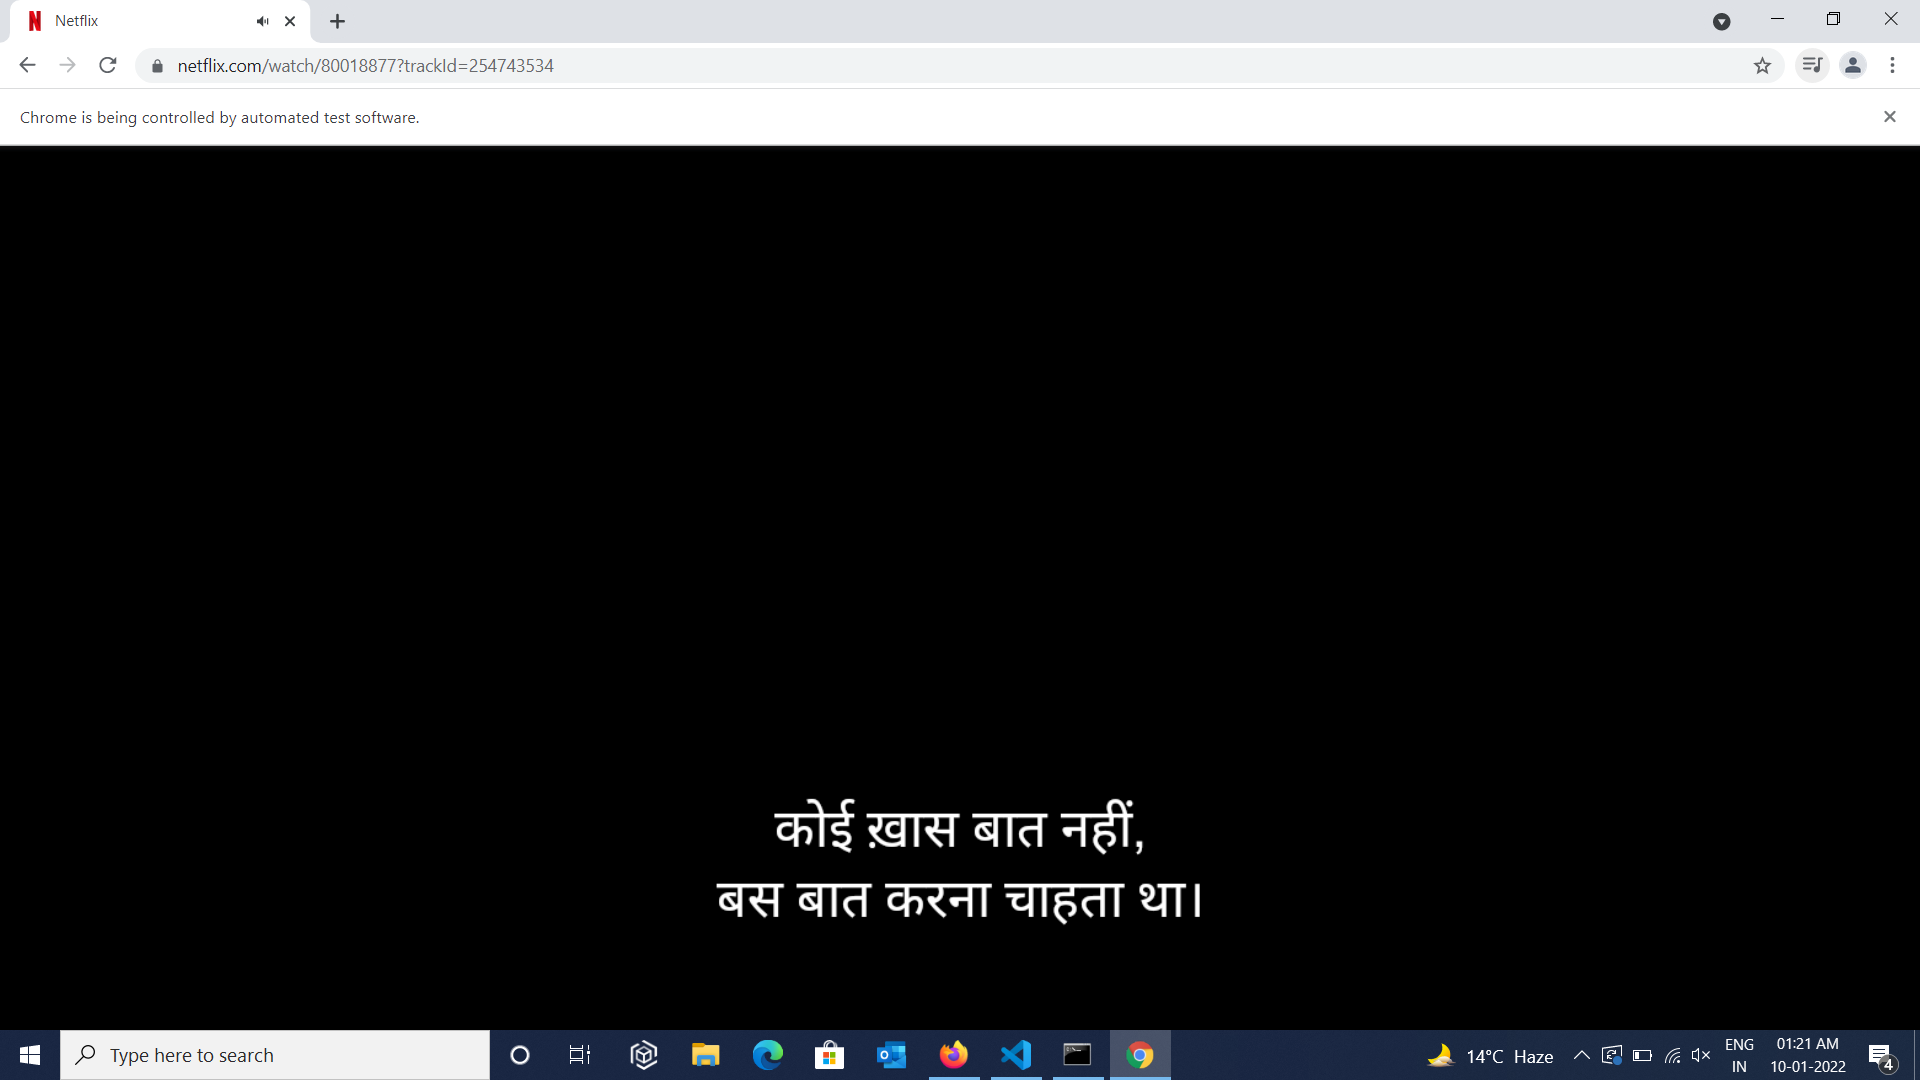 Netflix
netflix.com/watch/80018877?trackId=254743534
Chrome is being controlled by automated test software.
कोई ख़ास बात नहीं,
बस बात करना चाहता था।
Type here to search
14°C Haze
ENG
IN
01:21 AM
10-01-2022
4